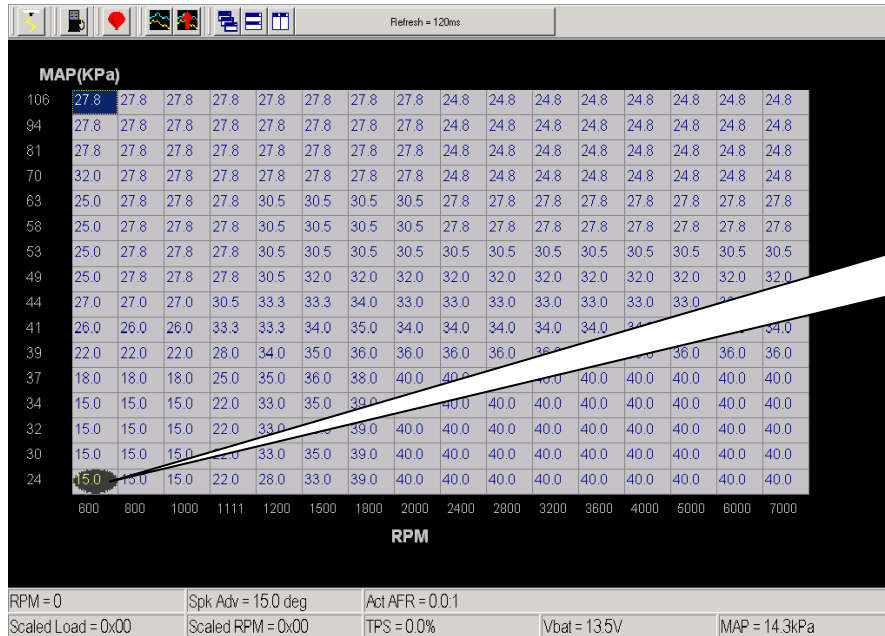 Refresh = 120ms
MAP(KPa)
106 27.8 27.8 27.8 27.8 27.8 27.8 27.8 27.8 24.8 24.8 24.8 24.8 24.8 24.8 24.8 24.8
94 27.8 27.8 27.8 27.8 27.8 27.8 27.8 27.8 24.8 24.8 24.8 24.8 24.8 24.8 24.8 24.8
81 27.8 27.8 27.8 27.8 27.8 27.8 27.8 27.8 24.8 24.8 24.8 24.8 24.8 24.8 24.8 24.8
70 32.0 27.8 27.8 27.8 27.8 27.8 27.8 27.8 24.8 24.8 24.8 24.8 24.8 24.8 24.8 24.8
63 25.0 27.8 27.8 27.8 30.5 30.5 30.5 30.5 27.8 27.8 27.8 27.8 27.8 27.8 27.8 27.8
58 25.0 27.8 27.8 27.8 30.5 30.5 30.5 30.5 27.8 27.8 27.8 27.8 27.8 27.8 27.8 27.8
53 25.0 27.8 27.8 27.8 30.5 30.5 30.5 30.5 30.5 30.5 30.5 30.5 30.5 30.5 30.5 30.5
49 25.0 27.8 27.8 27.8 30.5 32.0 32.0 32.0 32.0 32.0 32.0 32.0 32.0 32.0 32.0 32.0
44 27.0 27.0 27.0 30.5 33.3 33.3 34.0 33.0 33.0 33.0 33.0 33.0 33.0 33.0
41 26.0 26.0 26.0 33.3 33.3 34.0 35.0 34.0 34.0 34.0 34.0 34.0 34.0
39 22.0 22.0 22.0 28.0 34.0 35.0 36.0 36.0 36.0 36.0 36.0 36.0 36.0
37 18.0 18.0 18.0 25.0 35.0 36.0 38.0 40.0 40.0 40.0 40.0 40.0 40.0 40.0
34 15.0 15.0 15.0 22.0 33.0 35.0 39.0 40.0 40.0 40.0 40.0 40.0 40.0 40.0 40.0
32 15.0 15.0 15.0 22.0 33.0 39.0 40.0 40.0 40.0 40.0 40.0 40.0 40.0 40.0 40.0
30 15.0 15.0 15.0 33.0 35.0 39.0 40.0 40.0 40.0 40.0 40.0 40.0 40.0 40.0 40.0
24 15.0 15.0 15.0 22.0 28.0 33.0 39.0 40.0 40.0 40.0 40.0 40.0 40.0 40.0 40.0 40.0
600 800 1000 1111 1200 1500 1800 2000 2400 2800 3200 3600 4000 5000 6000 7000
RPM
RPM = 0 Spk Adv = 15.0 deg Act AFR = 0.0:1
Scaled Load = 0x00 Scaled RPM = 0x00 TPS = 0.0% Vbat = 13.5V MAP = 14.3kPa